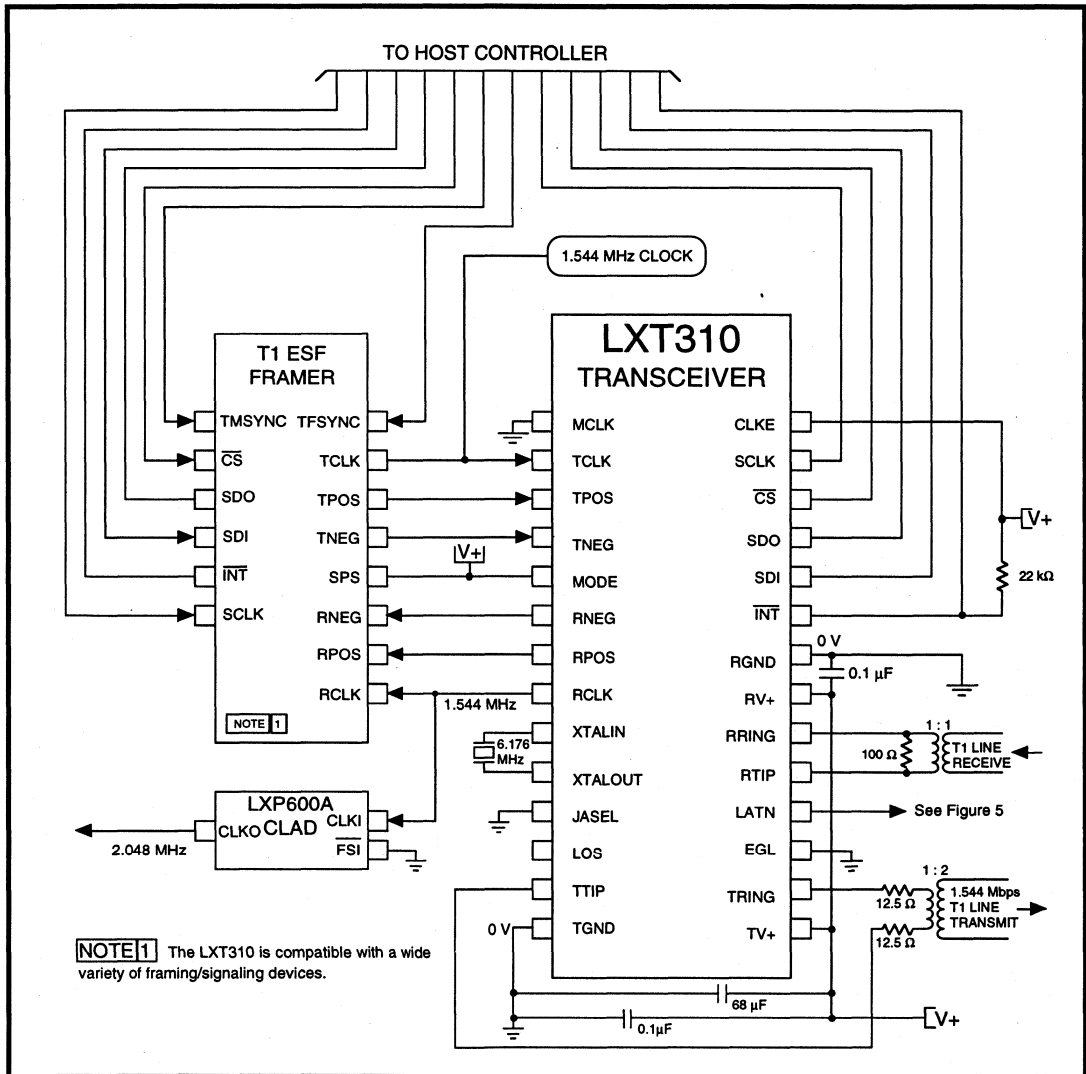 TO HOST CONTROLLER
1.544 MHz CLOCK
T1 ESF
FRAMER
TMSYNC
CS
SDO
SDI
INT
SCLK
TFSYNC
TCLK
TPOS
TNEG
SPS
RNEG
RPOS
RCLK
NOTE 1
V+
1.544 MHz
LXT310
TRANSCEIVER
MCLK
TCLK
TPOS
TNEG
MODE
RNEG
RPOS
RCLK
XTALIN
XTALOUT
JASEL
LOS
TTIP
TGND
CLKE
SCLK
CS
SDO
SDI
INT
RGND
RV+
RRING
RTIP
LATN
EGL
TRING
TV+
6.176
MHz
V+
22 kΩ
0 V
0.1 µF
1 : 1
100 Ω
T1 LINE
RECEIVE
See Figure 5
1 : 2
12.5 Ω
12.5 Ω
1.544 Mbps
T1 LINE
TRANSMIT
LXP600A
CLAD
CLKO
CLKI
FSI
2.048 MHz
0 V
68 µF
0.1µF
V+
NOTE 1 The LXT310 is compatible with a wide
variety of framing/signaling devices.